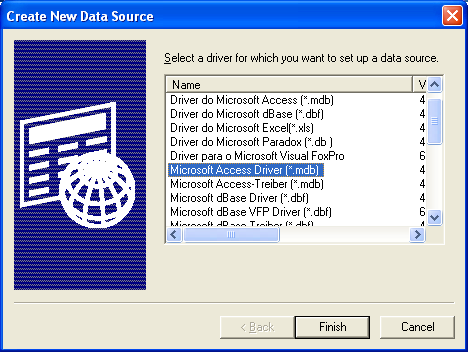 Create New Data Source
Select a driver for which you want to set up a data source.
Name V
Driver do Microsoft Access (*.mdb) 4
Driver do Microsoft dBase (*.dbf) 4
Driver do Microsoft Excel(*.xls) 4
Driver do Microsoft Paradox (*.db ) 4
Driver para o Microsoft Visual FoxPro 6
Microsoft Access Driver (*.mdb) 4
Microsoft Access-Treiber (*.mdb) 4
Microsoft dBase Driver (*.dbf) 4
Microsoft dBase VFP Driver (*.dbf) 6
Microsoft dBase-Treiber (*.dbf) 4
< Back Finish Cancel